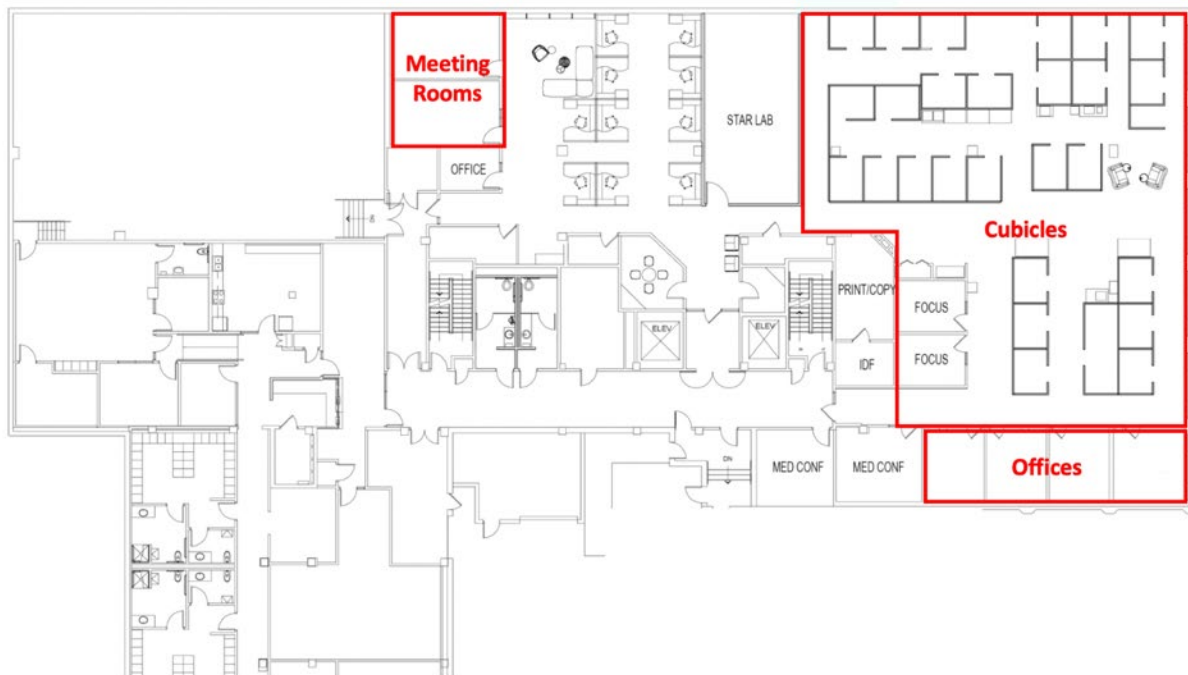 Meeting
Rooms
STAR LAB
OFFICE
Cubicles
PRINT/COPY
FOCUS
ELEV
ELEV
IDF
FOCUS
DN
MED CONF
MED CONF
Offices